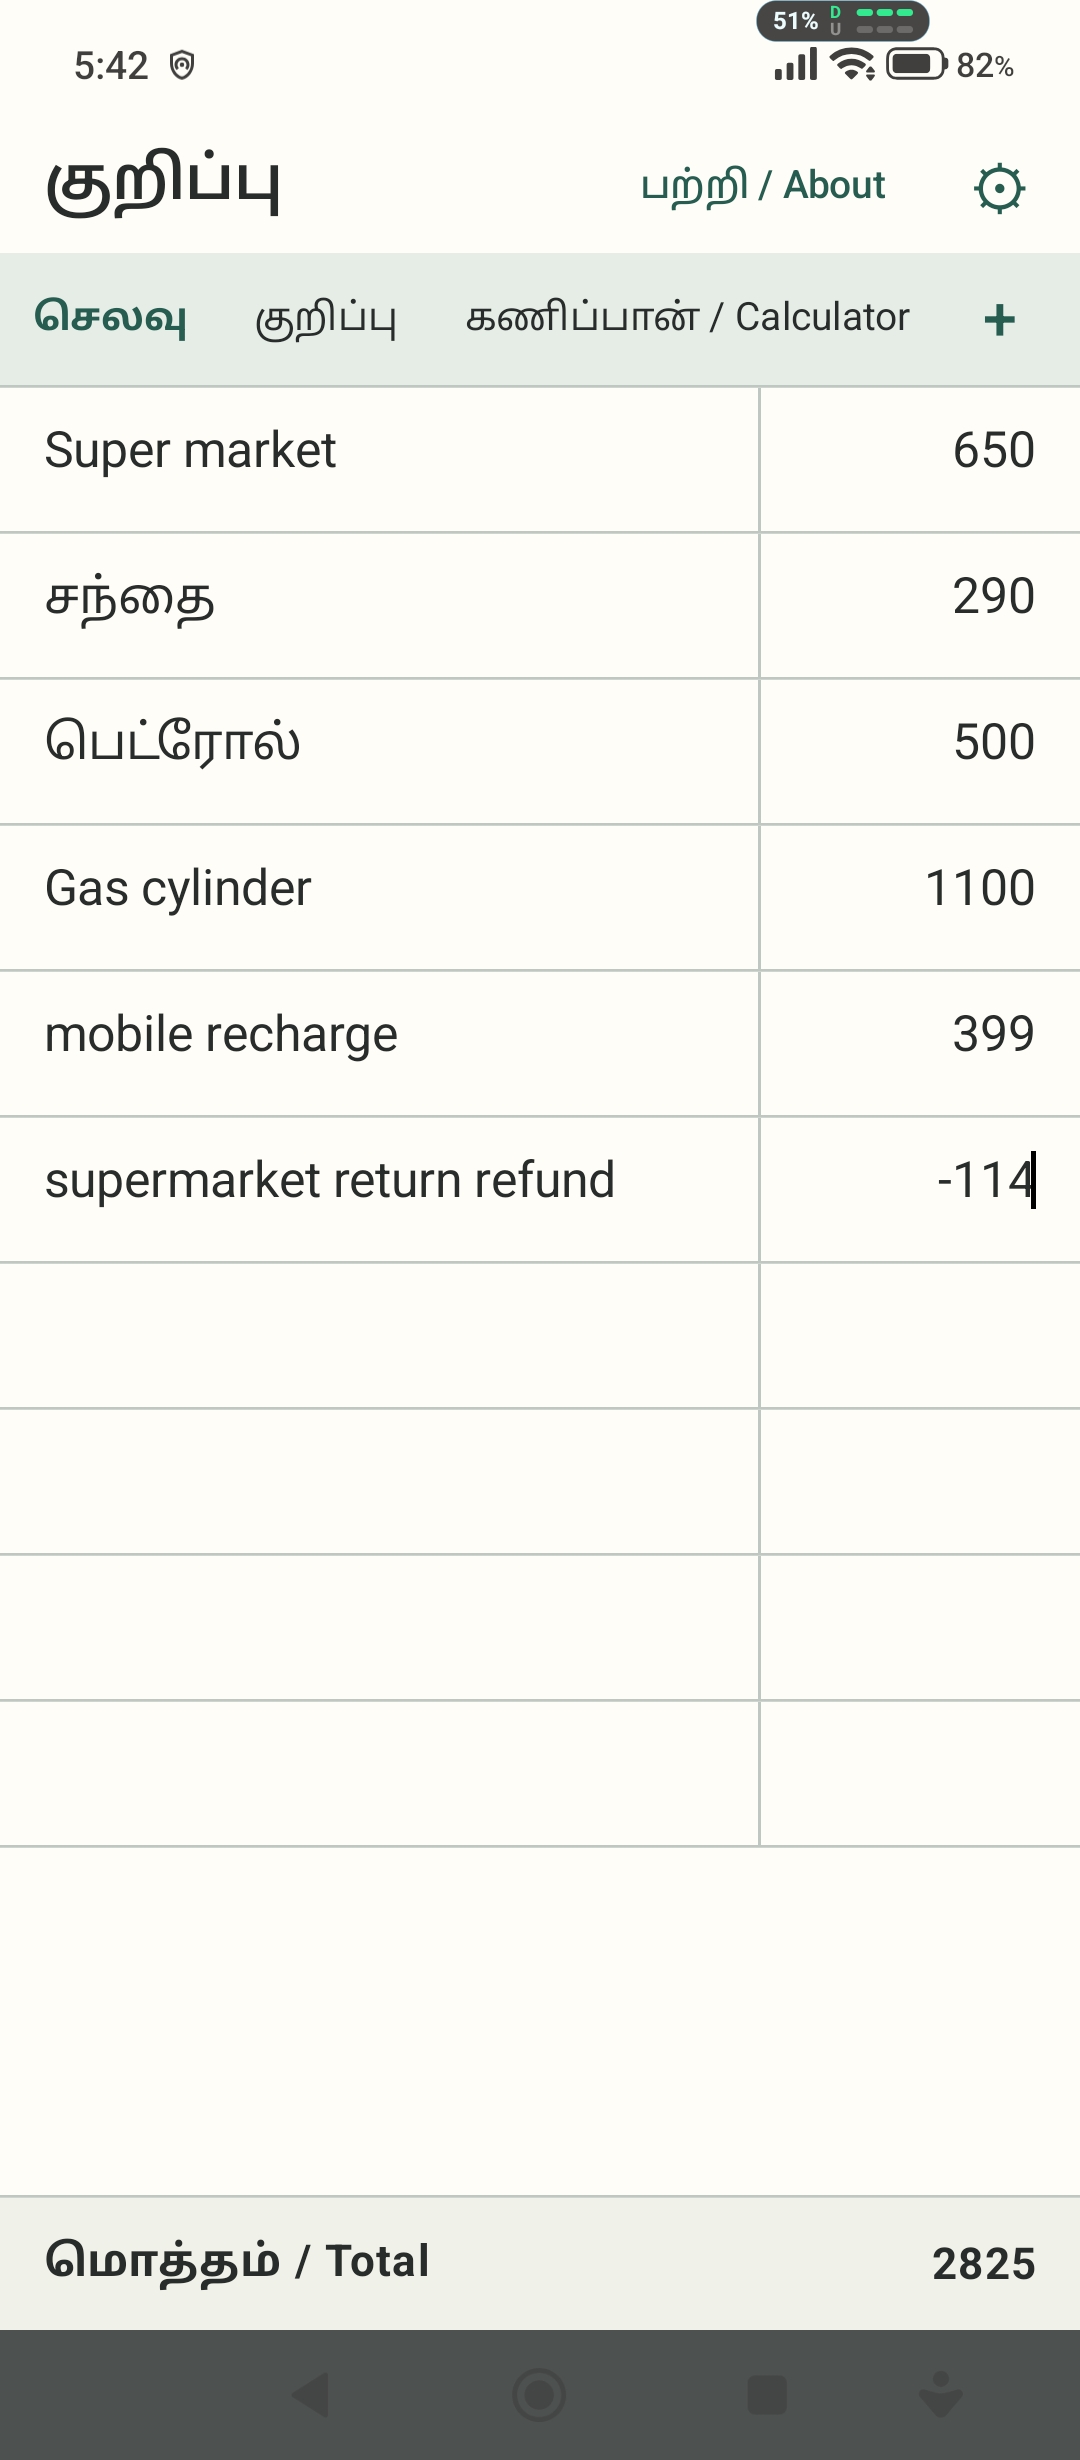 51% D U
5:42 82%
குறிப்பு பற்றி / About
செலவு குறிப்பு கணிப்பான் / Calculator +
Super market 650
சந்தை 290
பெட்ரோல் 500
Gas cylinder 1100
mobile recharge 399
supermarket return refund -114
மொத்தம் / Total 2825